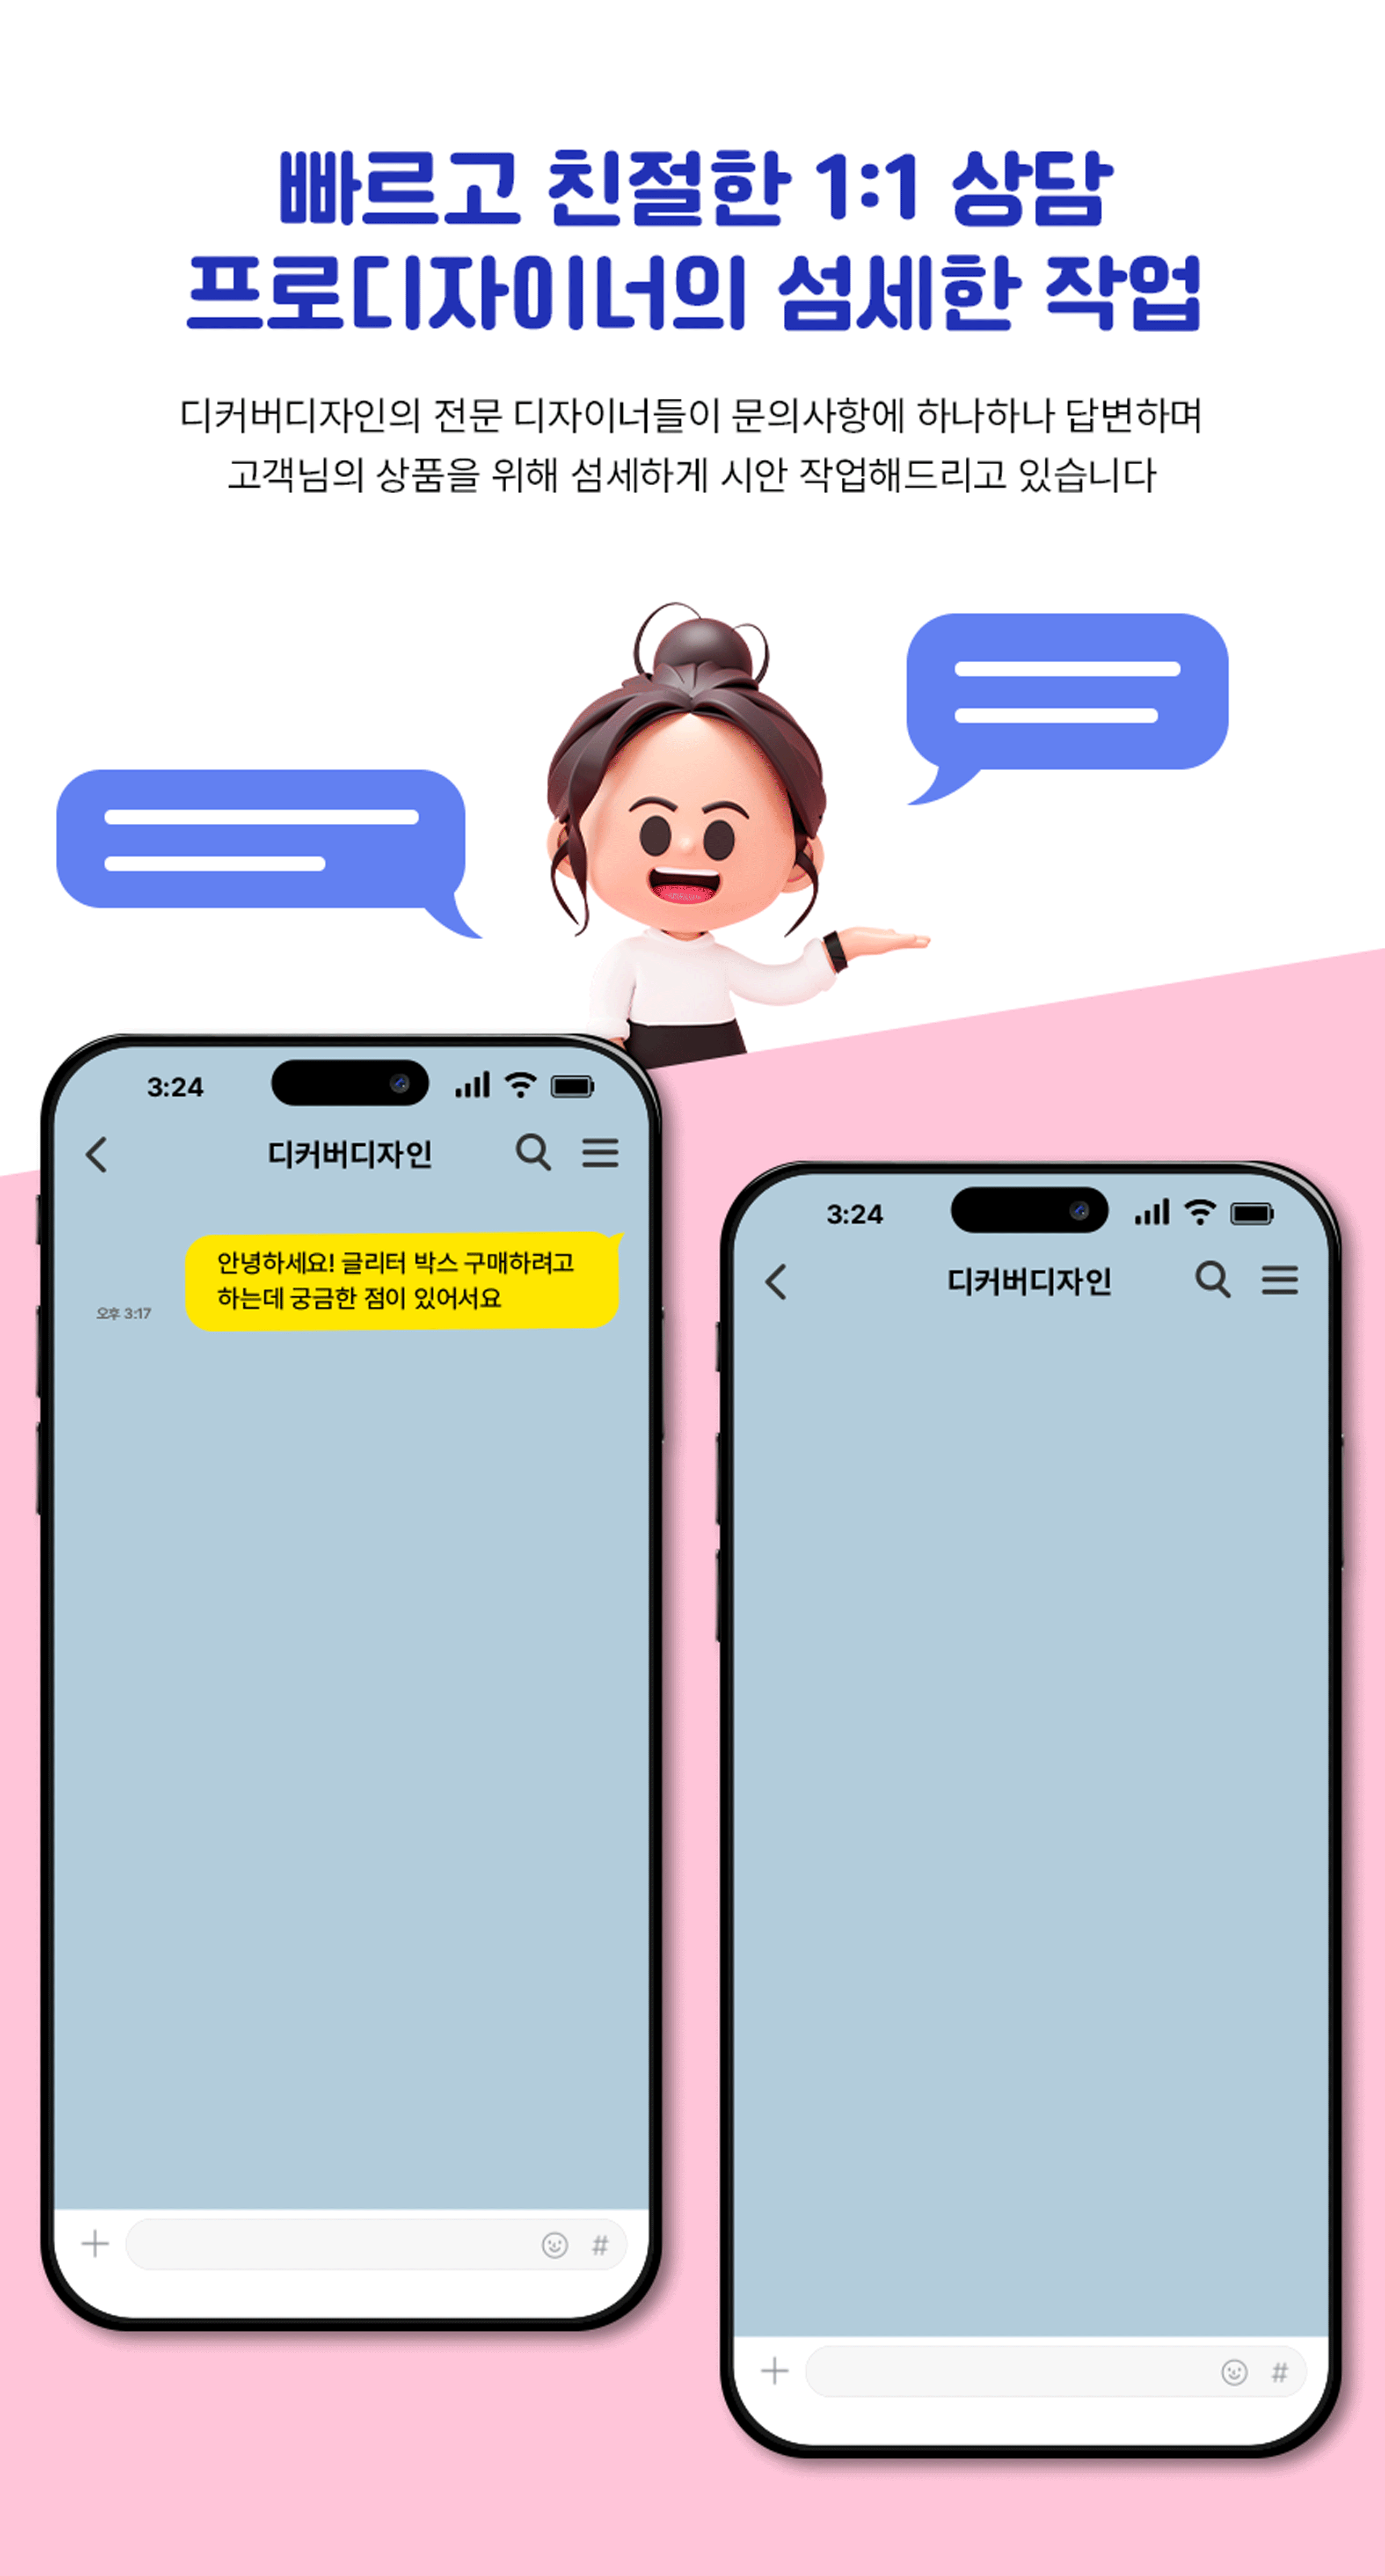 빠르고 친절한 1:1 상담
프로디자이너의 섬세한 작업
디커버디자인의 전문 디자이너들이 문의사항에 하나하나 답변하며
고객님의 상품을 위해 섬세하게 시안 작업해드리고 있습니다
3:24
디커버디자인
안녕하세요! 글리터 박스 구매하려고
하는데 궁금한 점이 있어서요
오후 3:17
#
3:24
디커버디자인
#